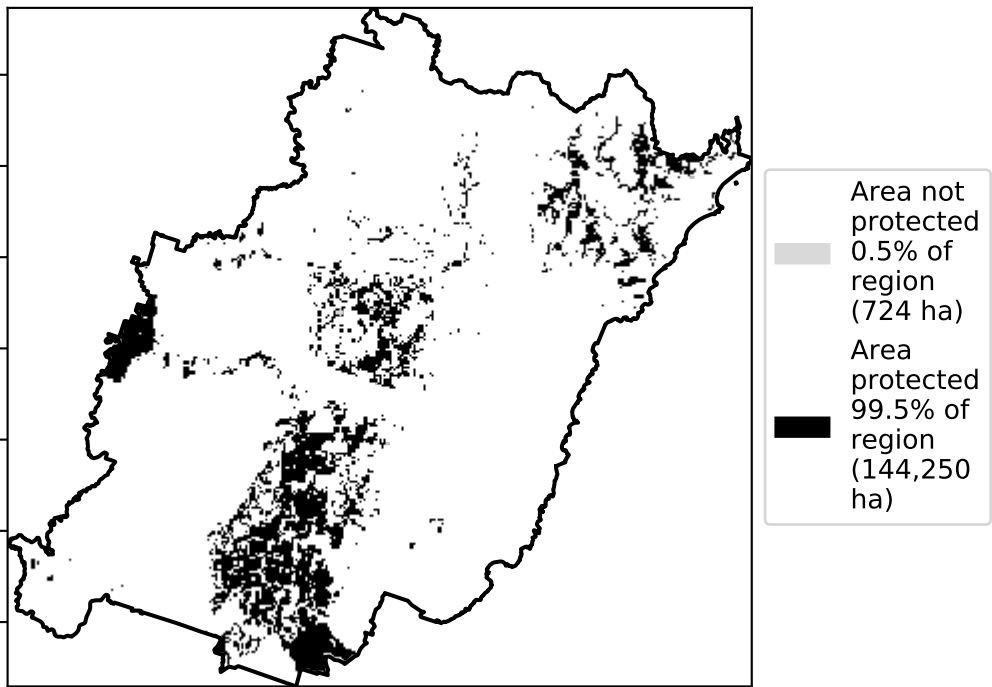 Area not
protected
0.5% of
region
(724 ha)
Area
protected
99.5% of
region
(144,250
ha)